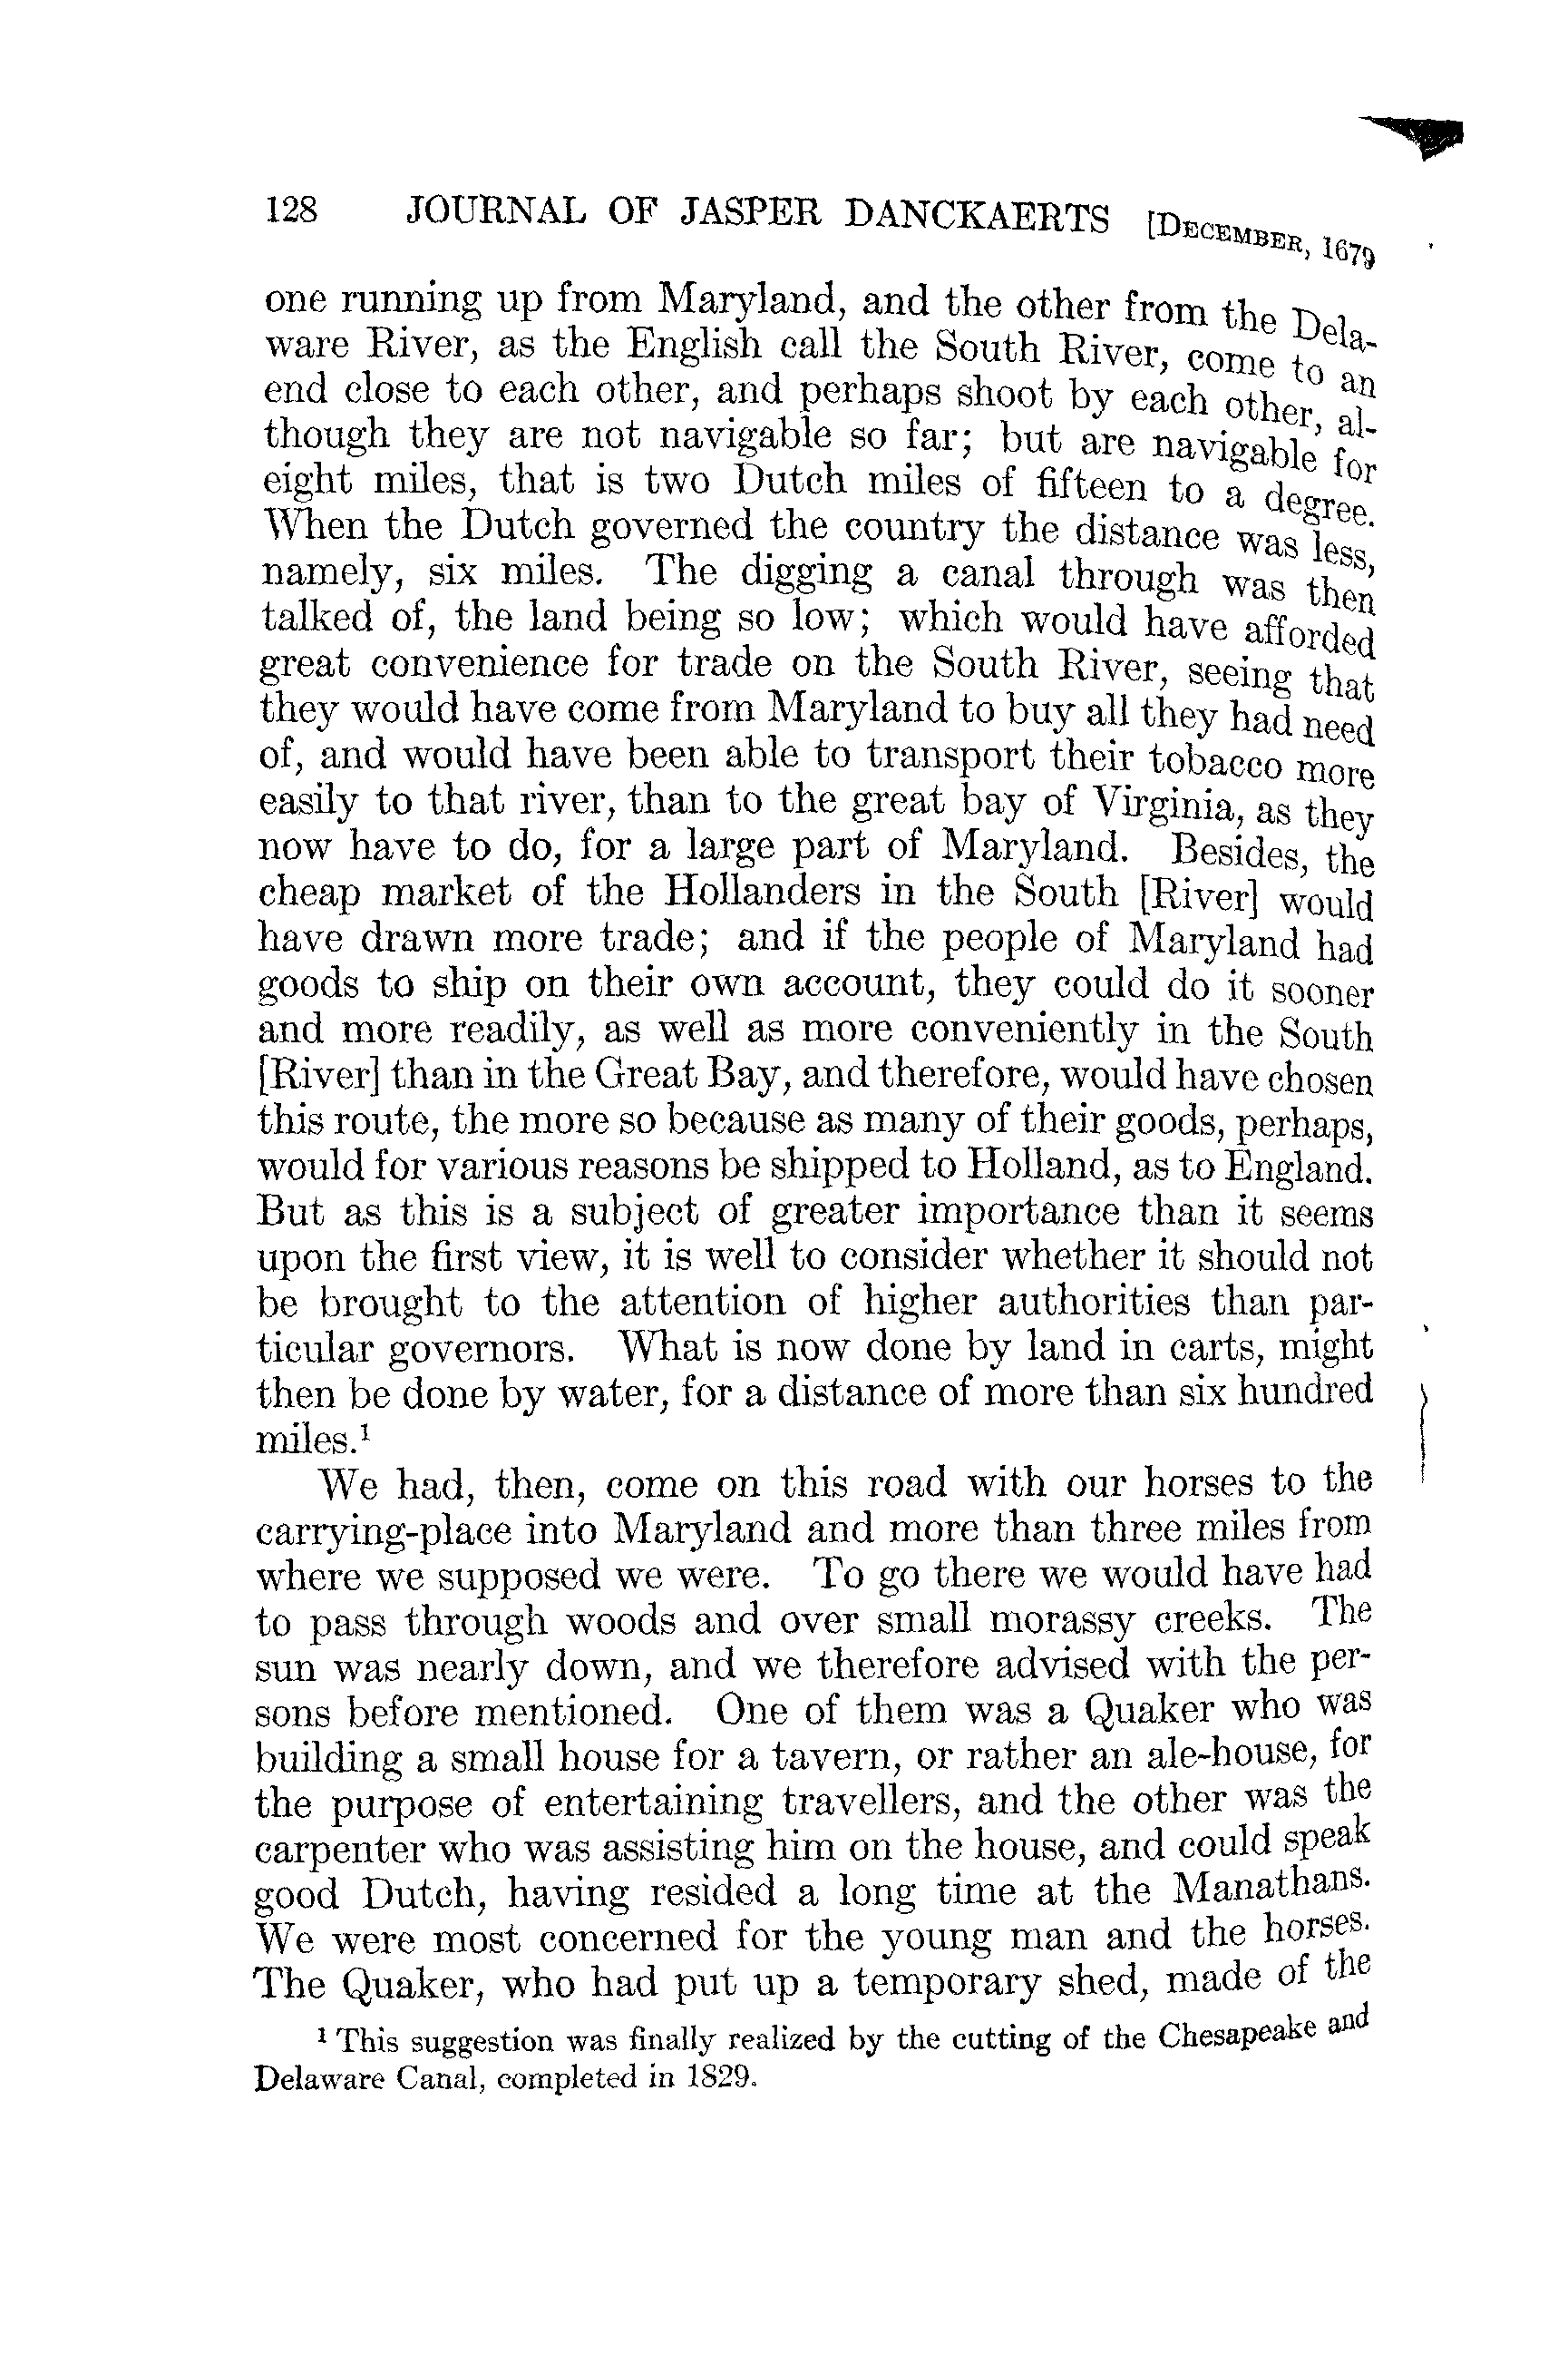 128 JOURNAL OF JASPER DANCKAERTS [DECEMBER, 1679
one running up from Maryland, and the other from the Dela-
ware River, as the English call the South River, come to an
end close to each other, and perhaps shoot by each other, al-
though they are not navigable so far; but are navigable for
eight miles, that is two Dutch miles of fifteen to a degree.
When the Dutch governed the country the distance was less,
namely, six miles. The digging a canal through was then
talked of, the land being so low; which would have afforded
great convenience for trade on the South River, seeing that
they would have come from Maryland to buy all they had need
of, and would have been able to transport their tobacco more
easily to that river, than to the great bay of Virginia, as they
now have to do, for a large part of Maryland. Besides, the
cheap market of the Hollanders in the South [River] would
have drawn more trade; and if the people of Maryland had
goods to ship on their own account, they could do it sooner
and more readily, as well as more conveniently in the South
[River] than in the Great Bay, and therefore, would have chosen
this route, the more so because as many of their goods, perhaps,
would for various reasons be shipped to Holland, as to England.
But as this is a subject of greater importance than it seems
upon the first view, it is well to consider whether it should not
be brought to the attention of higher authorities than par-
ticular governors. What is now done by land in carts, might
then be done by water, for a distance of more than six hundred
miles.¹
We had, then, come on this road with our horses to the
carrying-place into Maryland and more than three miles from
where we supposed we were. To go there we would have had
to pass through woods and over small morassy creeks. The
sun was nearly down, and we therefore advised with the per-
sons before mentioned. One of them was a Quaker who was
building a small house for a tavern, or rather an ale-house, for
the purpose of entertaining travellers, and the other was the
carpenter who was assisting him on the house, and could speak
good Dutch, having resided a long time at the Manathans.
We were most concerned for the young man and the horses.
The Quaker, who had put up a temporary shed, made of the
¹ This suggestion was finally realized by the cutting of the Chesapeake and
Delaware Canal, completed in 1829.